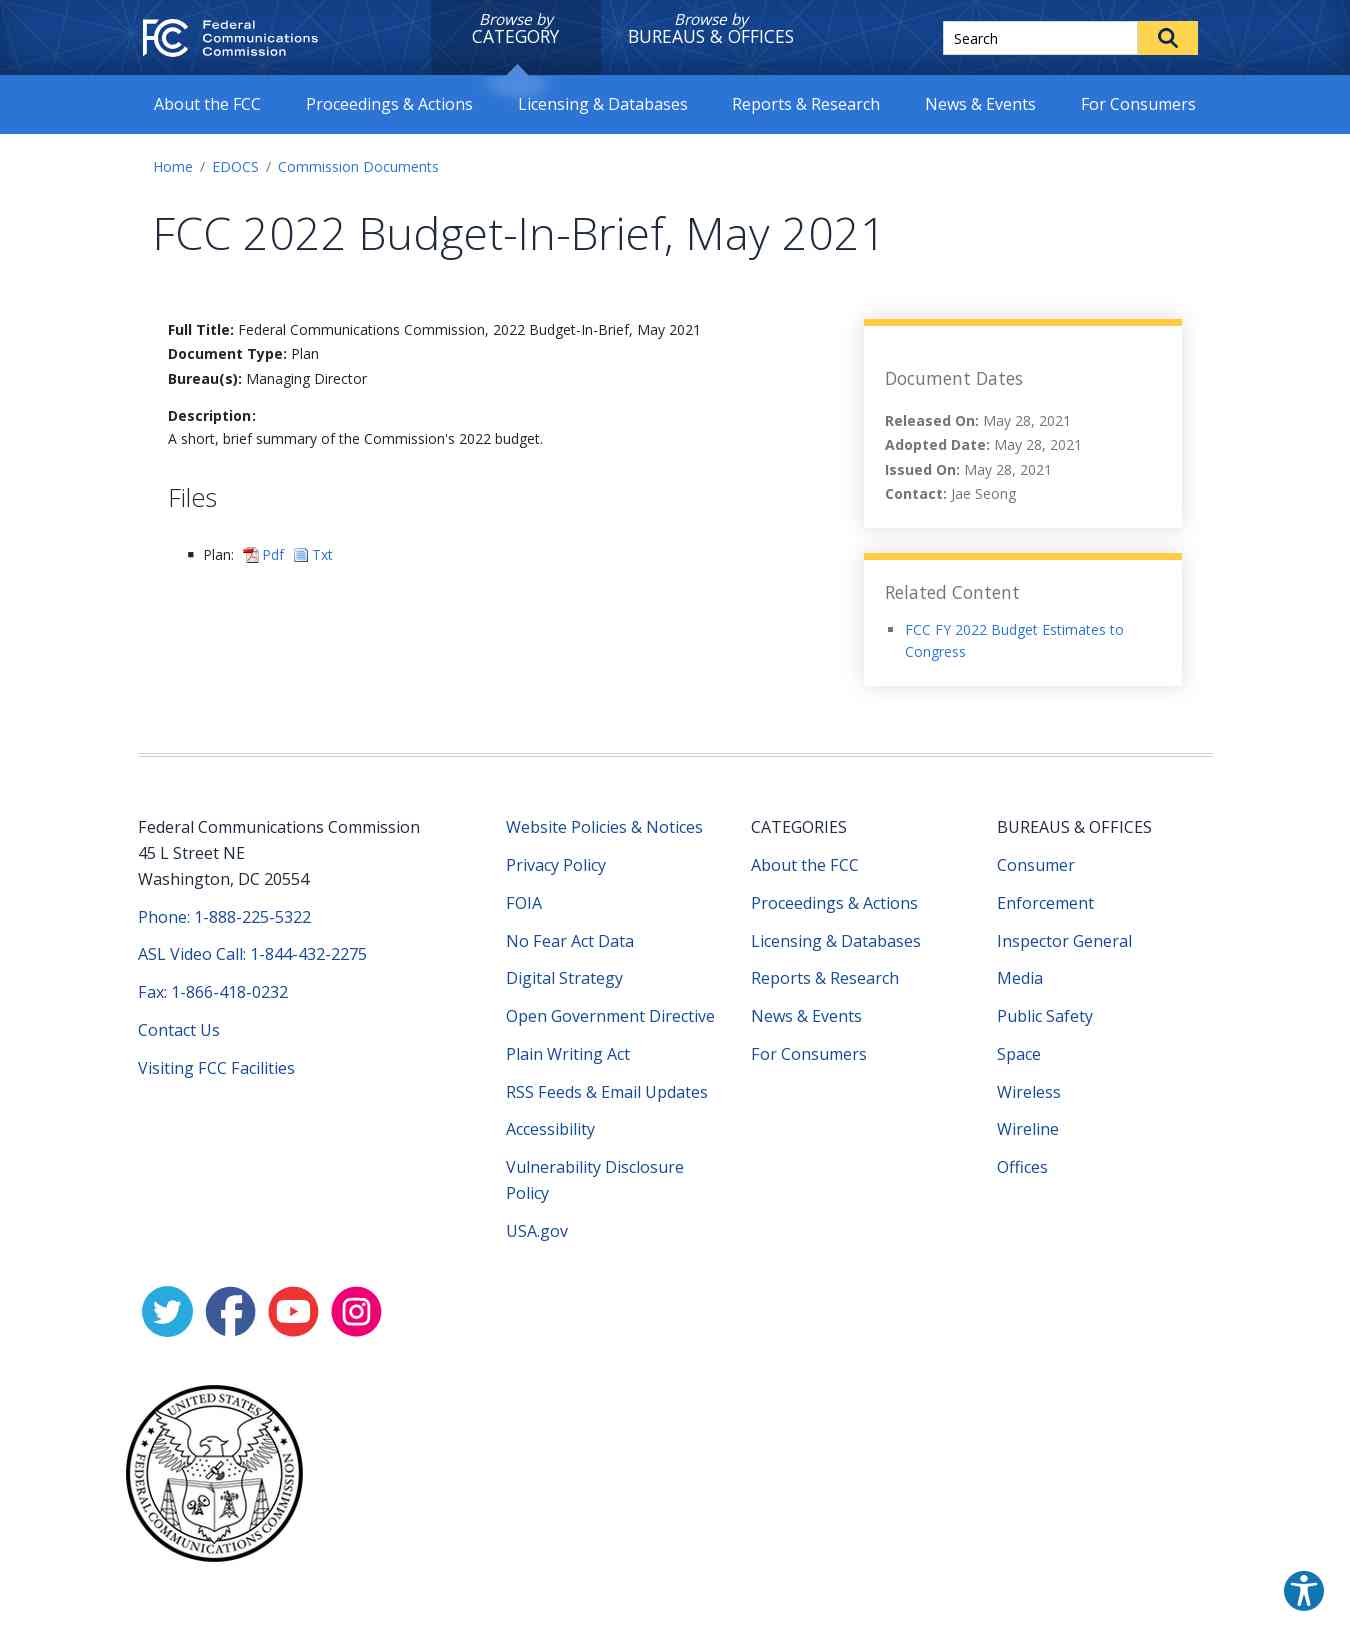 FCC Federal
Communications
Commission
Browse by
CATEGORY
Browse by
BUREAUS & OFFICES
Search
About the FCC
Proceedings & Actions
Licensing & Databases
Reports & Research
News & Events
For Consumers
Home / EDOCS / Commission Documents
FCC 2022 Budget-In-Brief, May 2021
Full Title: Federal Communications Commission, 2022 Budget-In-Brief, May 2021
Document Type: Plan
Bureau(s): Managing Director
Description:
A short, brief summary of the Commission's 2022 budget.
Files
Plan: Pdf Txt
Document Dates
Released On: May 28, 2021
Adopted Date: May 28, 2021
Issued On: May 28, 2021
Contact: Jae Seong
Related Content
FCC FY 2022 Budget Estimates to
Congress
Federal Communications Commission
45 L Street NE
Washington, DC 20554
Phone: 1-888-225-5322
ASL Video Call: 1-844-432-2275
Fax: 1-866-418-0232
Contact Us
Visiting FCC Facilities
Website Policies & Notices
Privacy Policy
FOIA
No Fear Act Data
Digital Strategy
Open Government Directive
Plain Writing Act
RSS Feeds & Email Updates
Accessibility
Vulnerability Disclosure
Policy
USA.gov
CATEGORIES
About the FCC
Proceedings & Actions
Licensing & Databases
Reports & Research
News & Events
For Consumers
BUREAUS & OFFICES
Consumer
Enforcement
Inspector General
Media
Public Safety
Space
Wireless
Wireline
Offices
UNITED STATES
FEDERAL COMMUNICATIONS COMMISSION